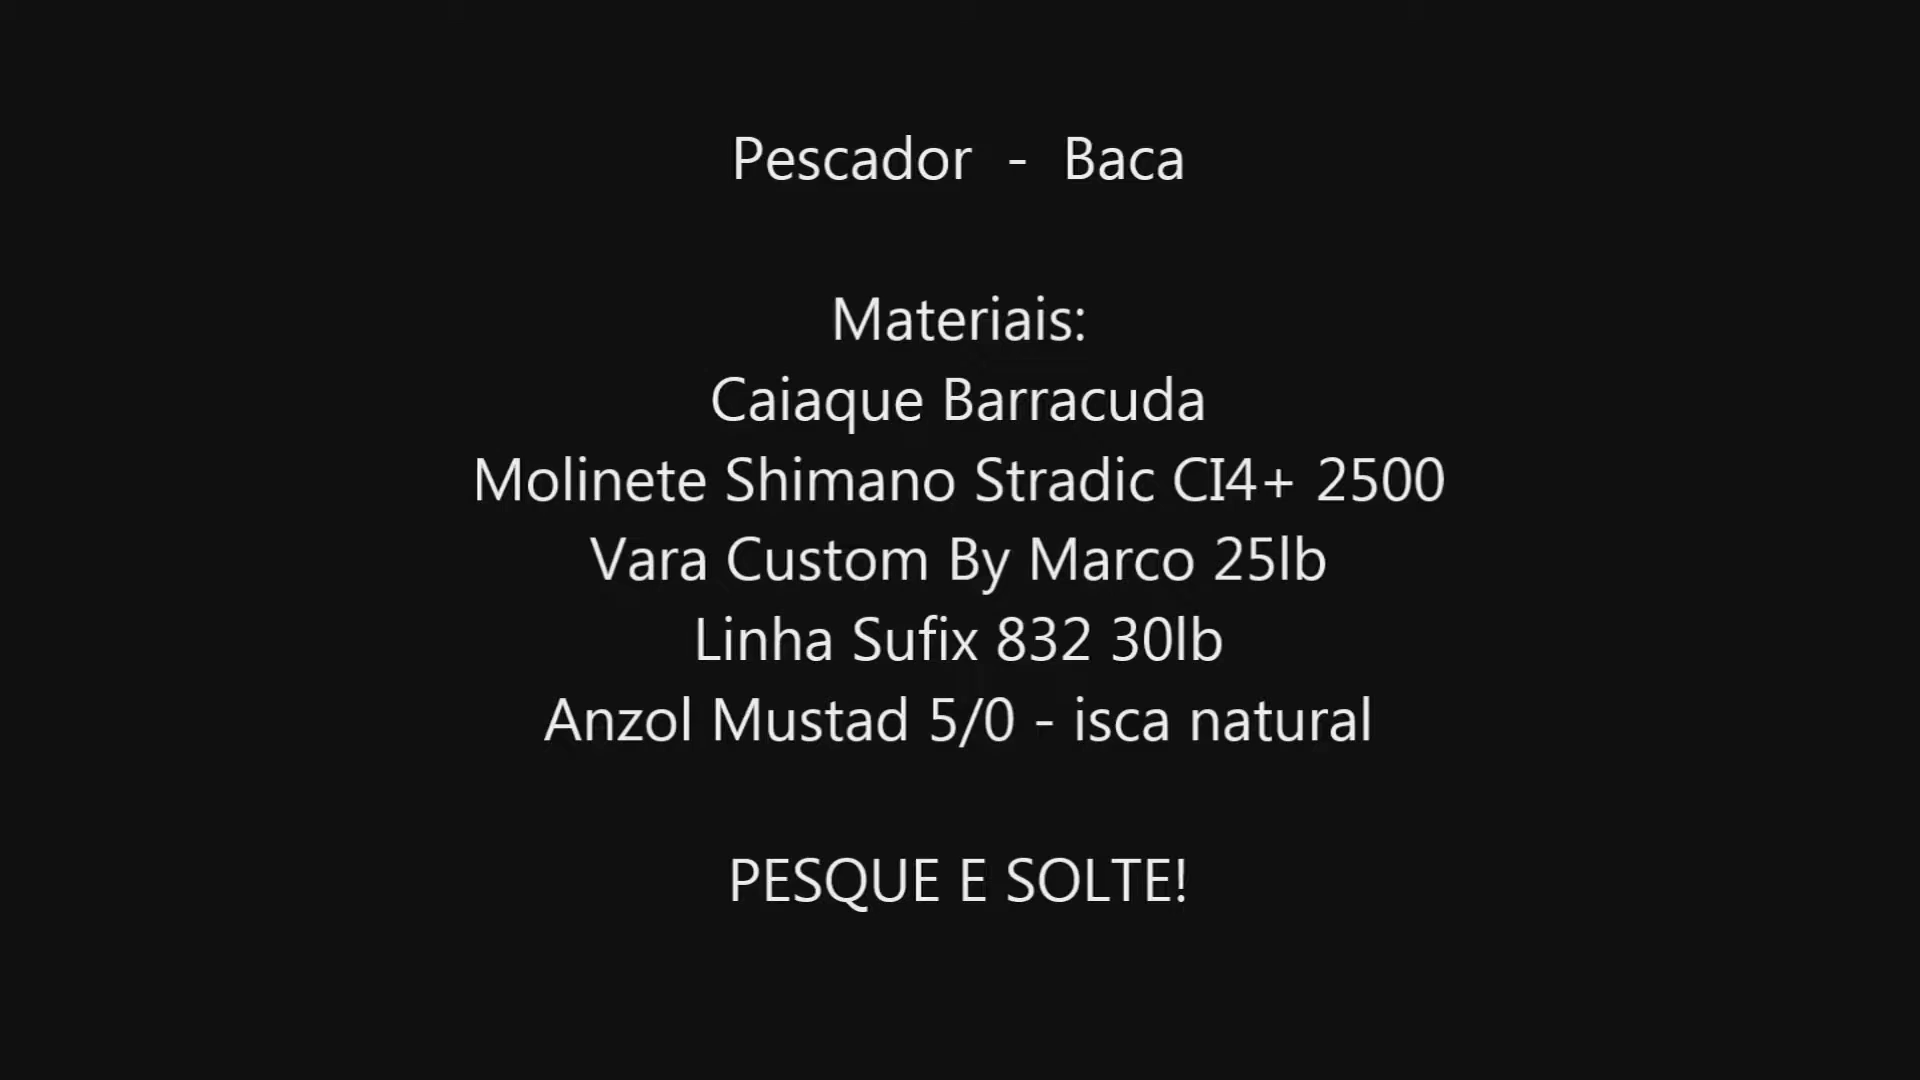 Pescador - Baca
Materiais:
Caiaque Barracuda
Molinete Shimano Stradic CI4+ 2500
Vara Custom By Marco 25lb
Linha Sufix 832 30lb
Anzol Mustad 5/0 - isca natural
PESQUE E SOLTE!